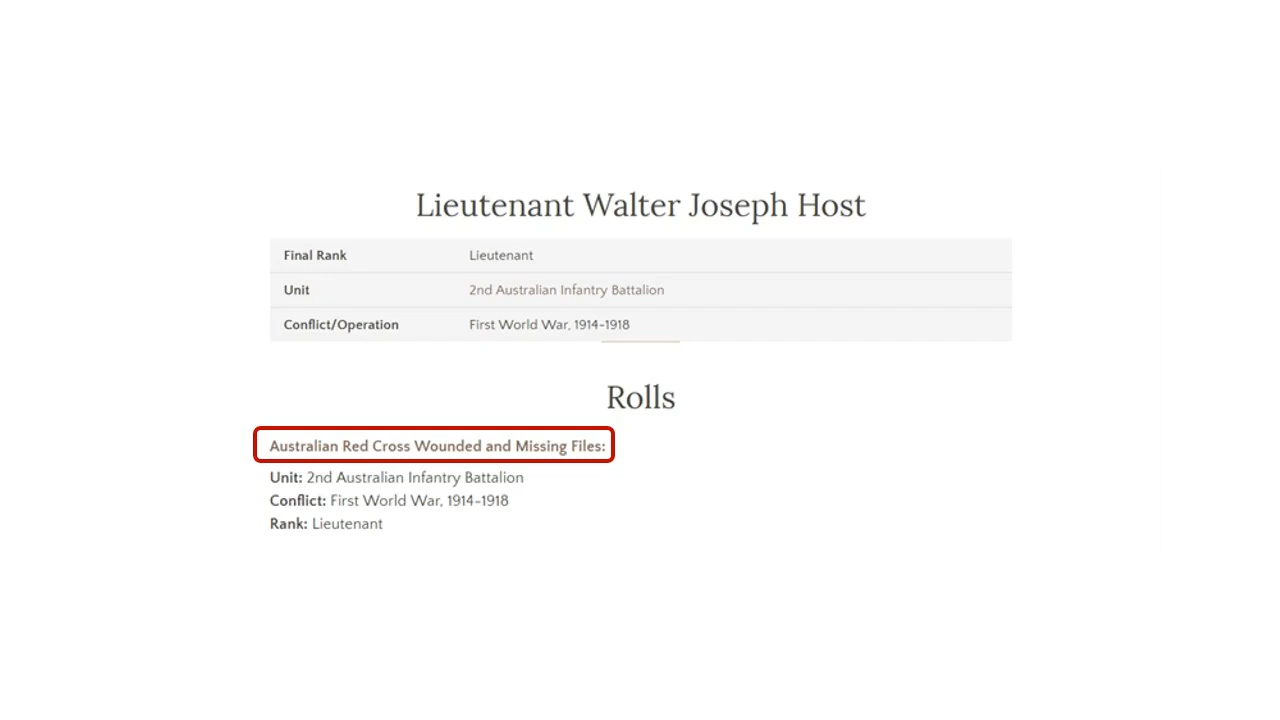 Lieutenant Walter Joseph Host
Final Rank Lieutenant
Unit 2nd Australian Infantry Battalion
Conflict/Operation First World War, 1914-1918
Rolls
Australian Red Cross Wounded and Missing Files:
Unit: 2nd Australian Infantry Battalion
Conflict: First World War, 1914-1918
Rank: Lieutenant